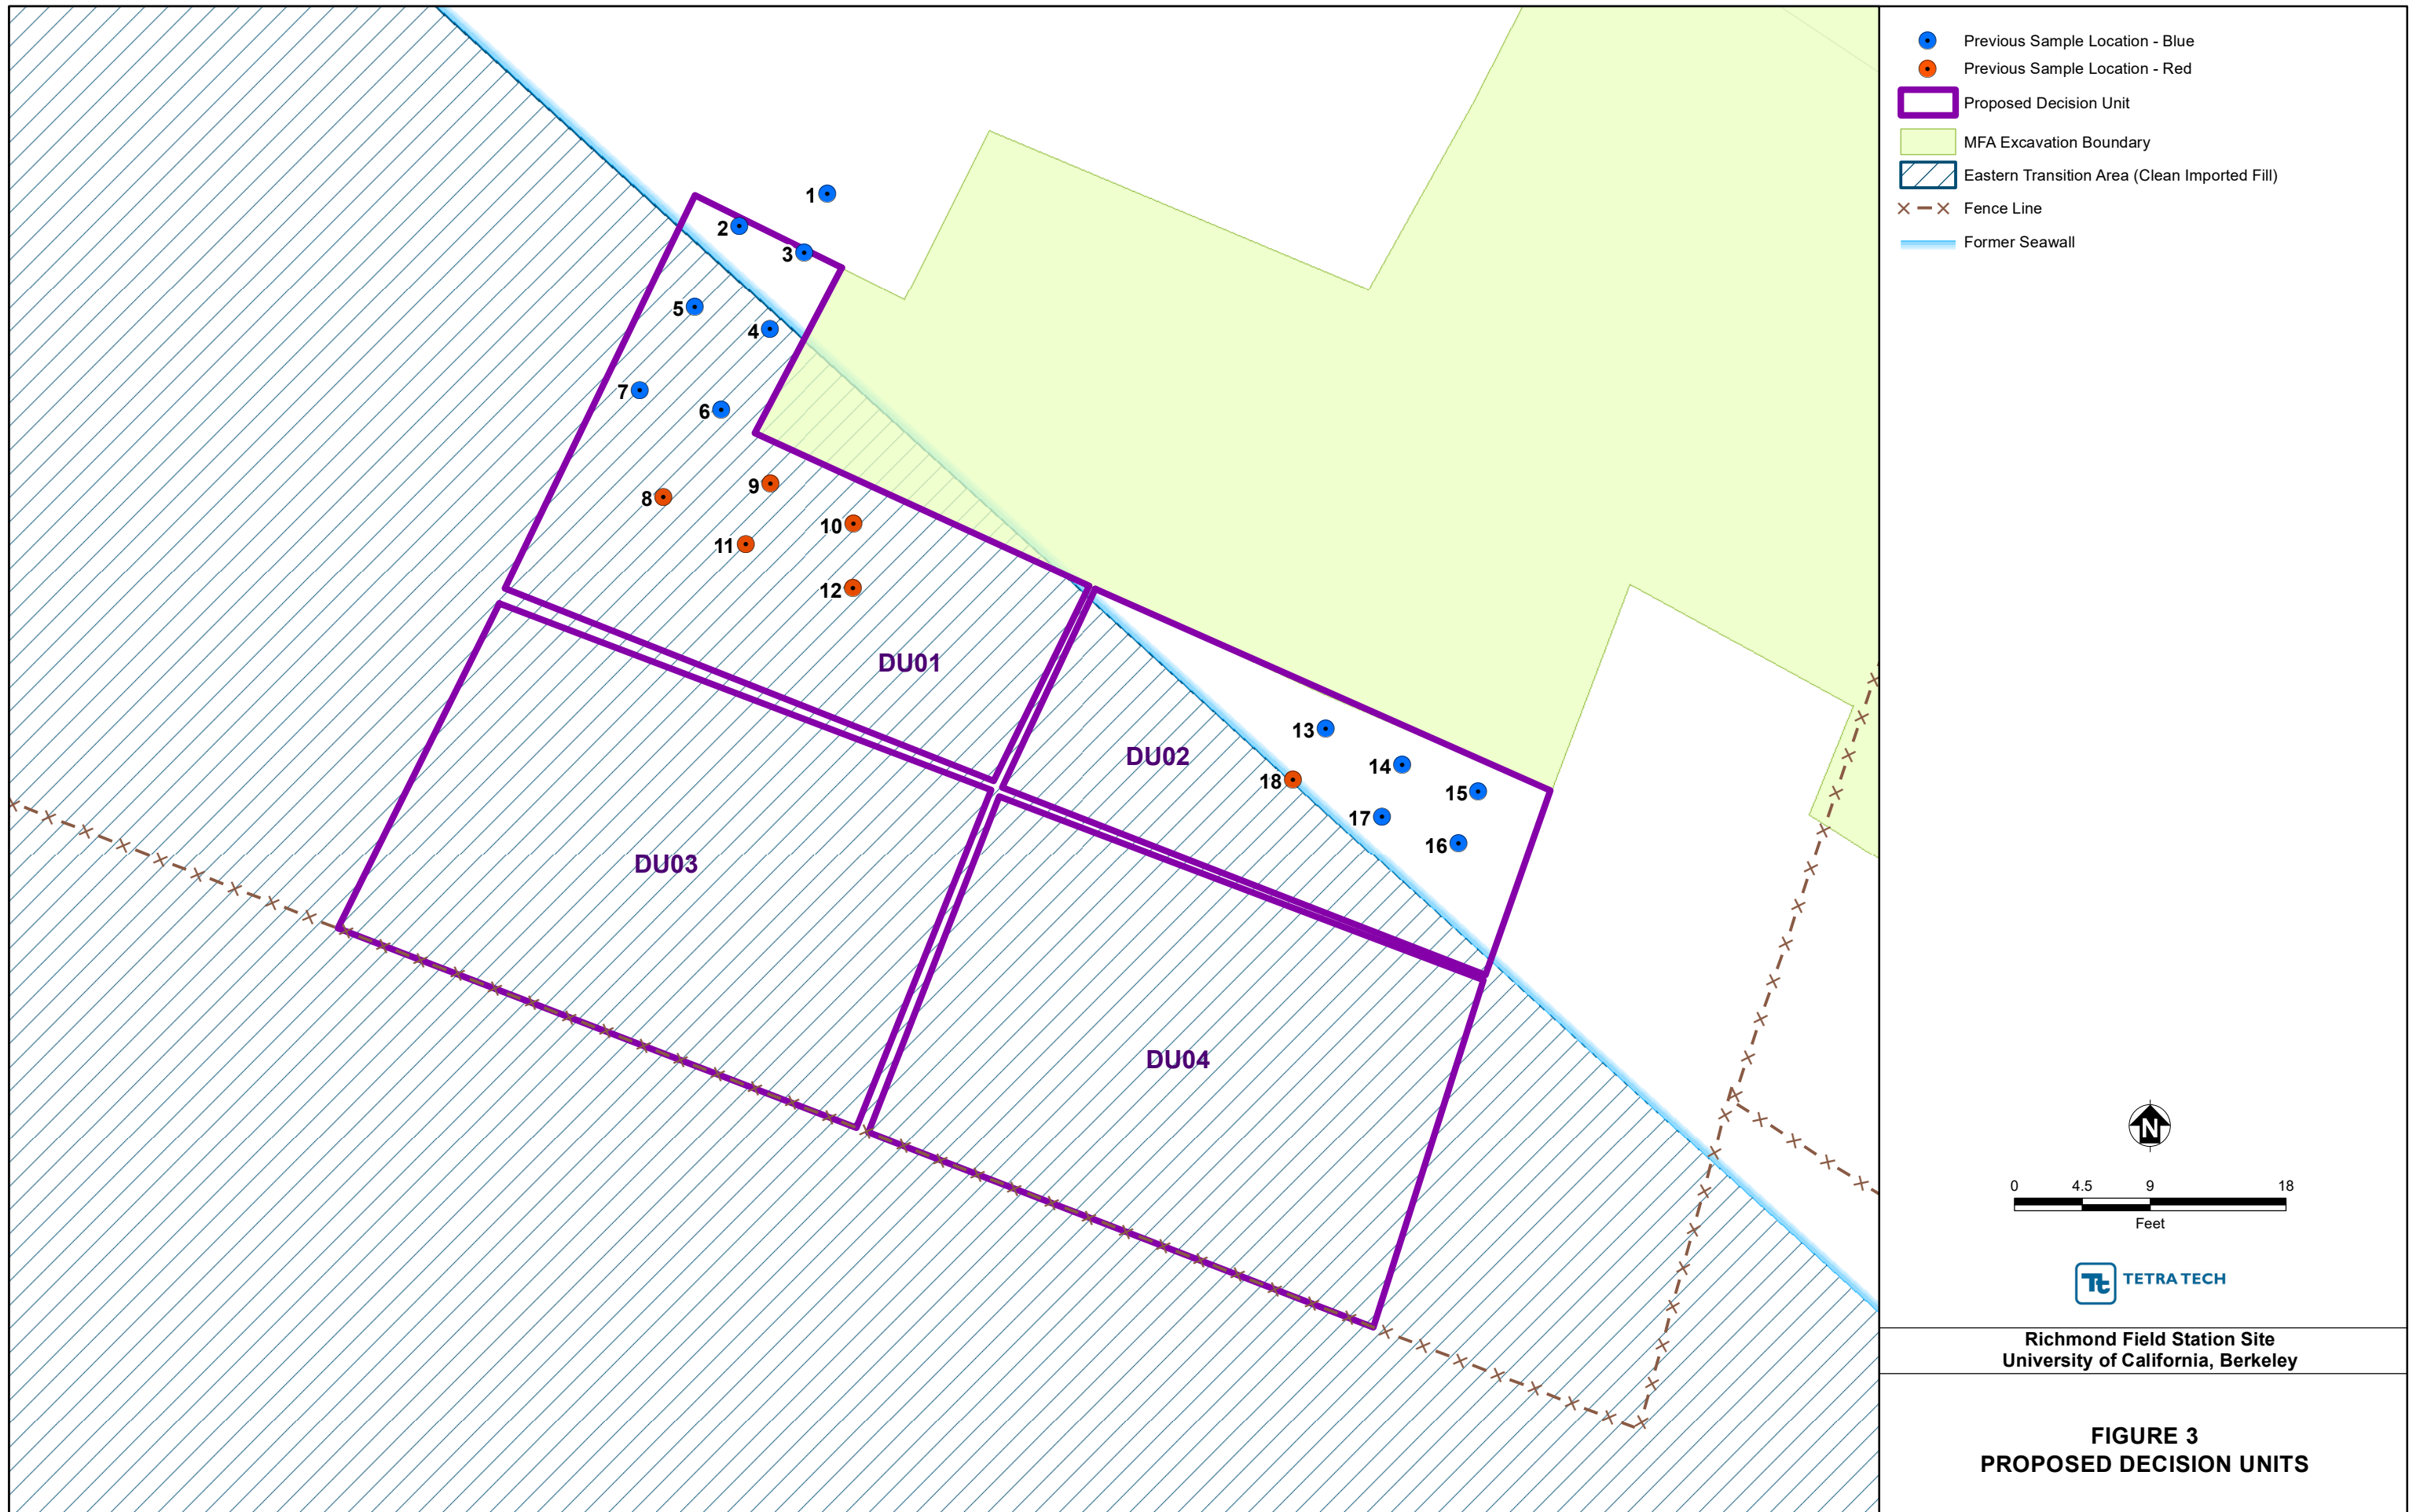 1
2
3
5
4
7
6
8
9
10
11
12
DU01
DU02
13
14
15
18
17
16
DU03
DU04
Previous Sample Location - Blue
Previous Sample Location - Red
Proposed Decision Unit
MFA Excavation Boundary
Eastern Transition Area (Clean Imported Fill)
Fence Line
Former Seawall
N
0 4.5 9 18
Feet
Tt TETRA TECH
Richmond Field Station Site
University of California, Berkeley
FIGURE 3
PROPOSED DECISION UNITS